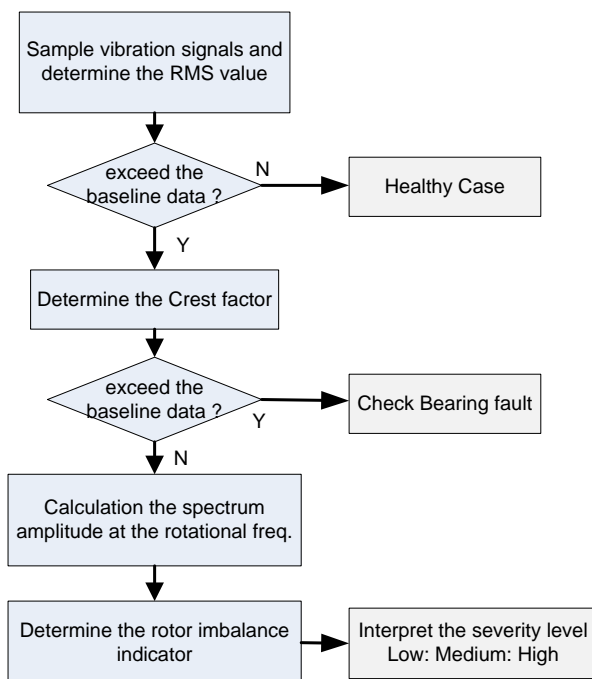 Sample vibration signals and
determine the RMS value
exceed the
baseline data ?
N
Healthy Case
Y
Determine the Crest factor
exceed the
baseline data ?
Y
Check Bearing fault
N
Calculation the spectrum
amplitude at the rotational freq.
Determine the rotor imbalance
indicator
Interpret the severity level
Low: Medium: High